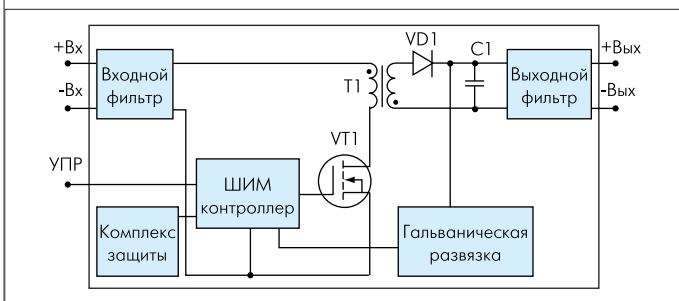 +Вх
-Вх
УПР
Входной
фильтр
T1
VD1
C1
Выходной
фильтр
+Вых
-Вых
VT1
ШИМ
контроллер
Комплекс
защиты
Гальваническая
развязка